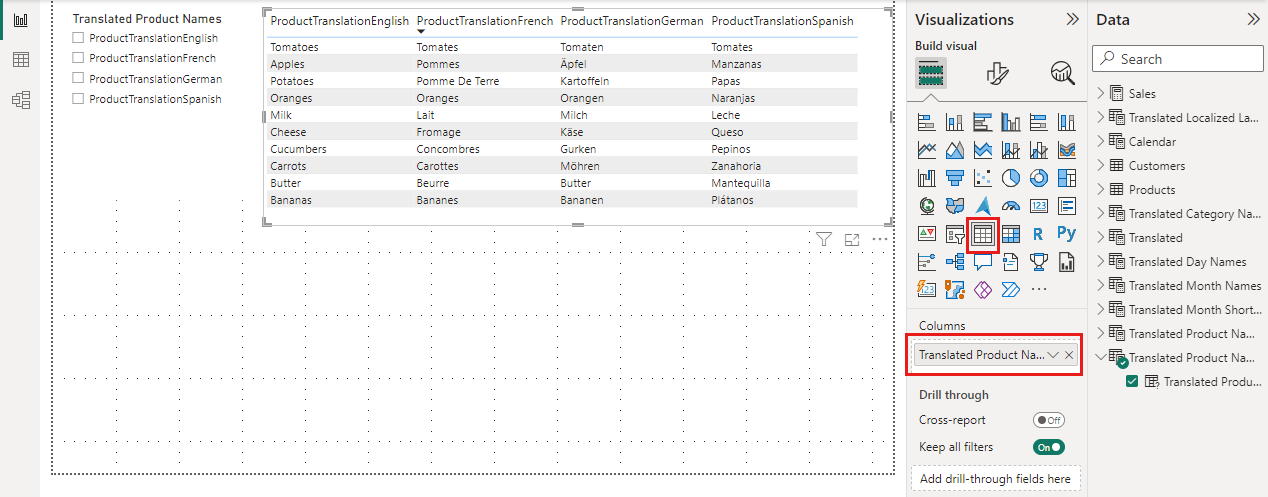 Translated Product Names
ProductTranslationEnglish
ProductTranslationFrench
ProductTranslationGerman
ProductTranslationSpanish
ProductTranslationEnglish ProductTranslationFrench ProductTranslationGerman ProductTranslationSpanish
Tomatoes Tomates Tomaten Tomates
Apples Pommes Äpfel Manzanas
Potatoes Pomme De Terre Kartoffeln Papas
Oranges Oranges Orangen Naranjas
Milk Lait Milch Leche
Cheese Fromage Käse Queso
Cucumbers Concombres Gurken Pepinos
Carrots Carottes Möhren Zanahoria
Butter Beurre Butter Mantequilla
Bananas Bananes Bananen Plátanos
Visualizations
Build visual
123
R
Py
123
Columns
Translated Product Na...
Drill through
Cross-report
Off
Keep all filters
On
Add drill-through fields here
Data
Search
Sales
Translated Localized La...
Calendar
Customers
Products
Translated Category Na...
Translated
Translated Day Names
Translated Month Names
Translated Month Short...
Translated Product Na...
Translated Product Na...
Translated Produ...